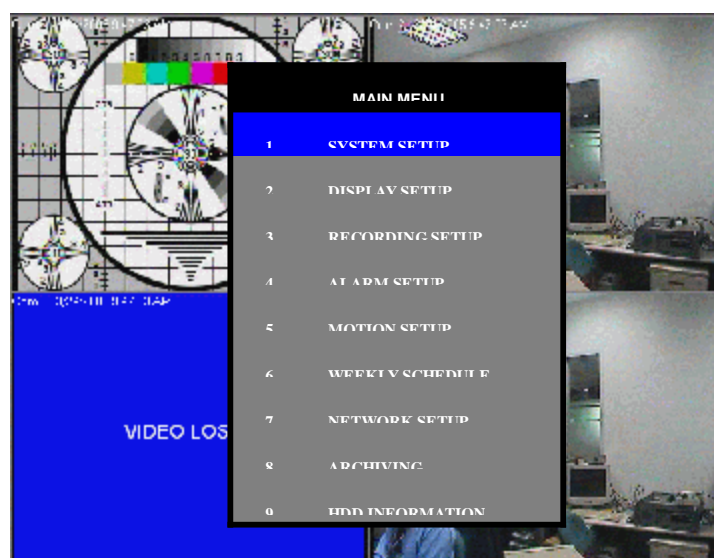 MAIN MENU
1 SYSTEM SETUP
2 DISPLAY SETUP
3 RECORDING SETUP
4 ALARM SETUP
5 MOTION SETUP
6 WEEKLY SCHEDULE
7 NETWORK SETUP
8 ARCHIVING
9 HDD INFORMATION
VIDEO LOS